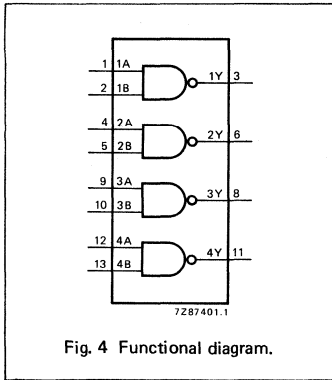 1 1A 1Y 3
2 1B
4 2A 2Y 6
5 2B
9 3A 3Y 8
10 3B
12 4A 4Y 11
13 4B
7Z87401.1
Fig. 4 Functional diagram.